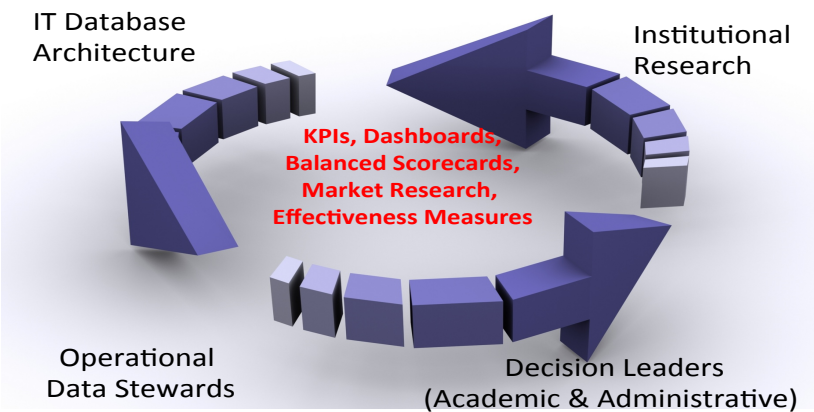 IT Database
Architecture
Institutional
Research
KPIs, Dashboards,
Balanced Scorecards,
Market Research,
Effectiveness Measures
Operational
Data Stewards
Decision Leaders
(Academic & Administrative)